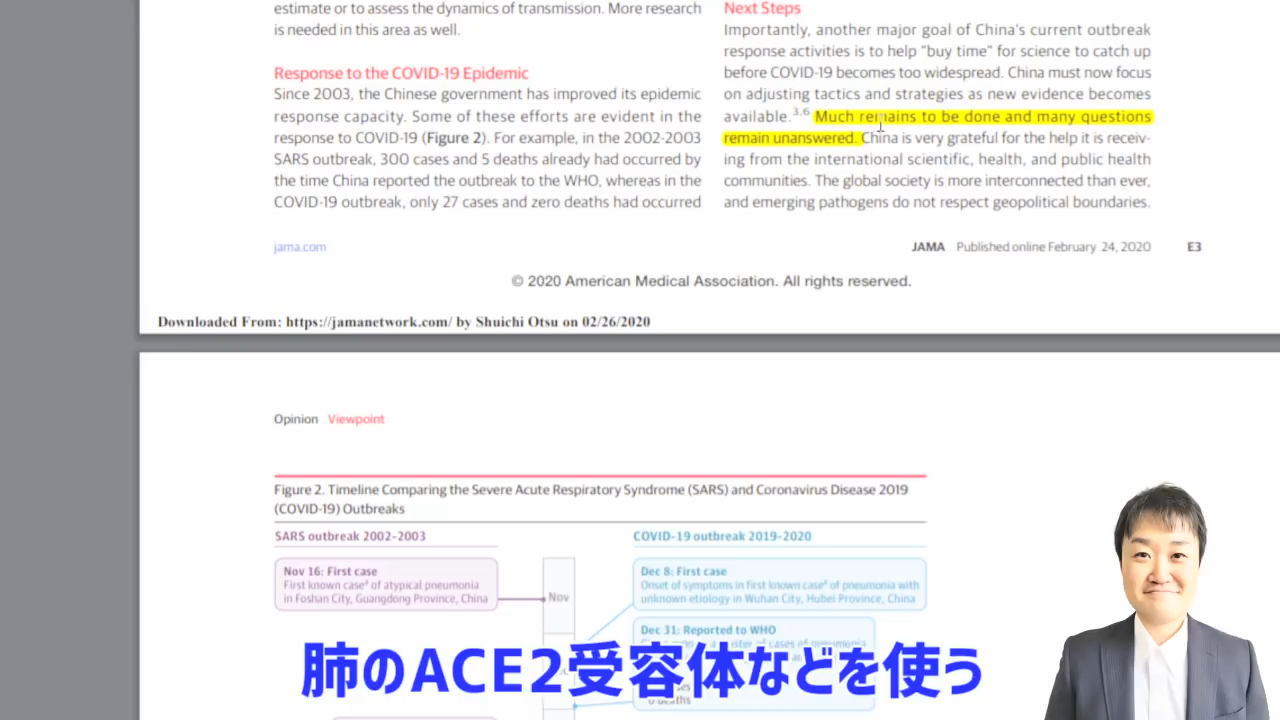 estimate or to assess the dynamics of transmission. More research
is needed in this area as well.
Response to the COVID-19 Epidemic
Since 2003, the Chinese government has improved its epidemic
response capacity. Some of these efforts are evident in the
response to COVID-19 (Figure 2). For example, in the 2002-2003
SARS outbreak, 300 cases and 5 deaths already had occurred by
the time China reported the outbreak to the WHO, whereas in the
COVID-19 outbreak, only 27 cases and zero deaths had occurred
Next Steps
Importantly, another major goal of China's current outbreak
response activities is to help "buy time" for science to catch up
before COVID-19 becomes too widespread. China must now focus
on adjusting tactics and strategies as new evidence becomes
available.3,6 Much remains to be done and many questions
remain unanswered. China is very grateful for the help it is receiv-
ing from the international scientific, health, and public health
communities. The global society is more interconnected than ever,
and emerging pathogens do not respect geopolitical boundaries.
jama.com
JAMA Published online February 24, 2020 E3
© 2020 American Medical Association. All rights reserved.
Downloaded From: https://jamanetwork.com/ by Shuichi Otsu on 02/26/2020
Opinion Viewpoint
Figure 2. Timeline Comparing the Severe Acute Respiratory Syndrome (SARS) and Coronavirus Disease 2019
(COVID-19) Outbreaks
SARS outbreak 2002-2003
COVID-19 outbreak 2019-2020
Nov 16: First case
First known casea of atypical pneumonia
in Foshan City, Guangdong Province, China
Nov
Dec 8: First case
Onset of symptoms in first known casea of pneumonia with
unknown etiology in Wuhan City, Hubei Province, China
Dec 31: Reported to WHO
of cases of pneumonia
deaths
肺のACE2受容体などを使う